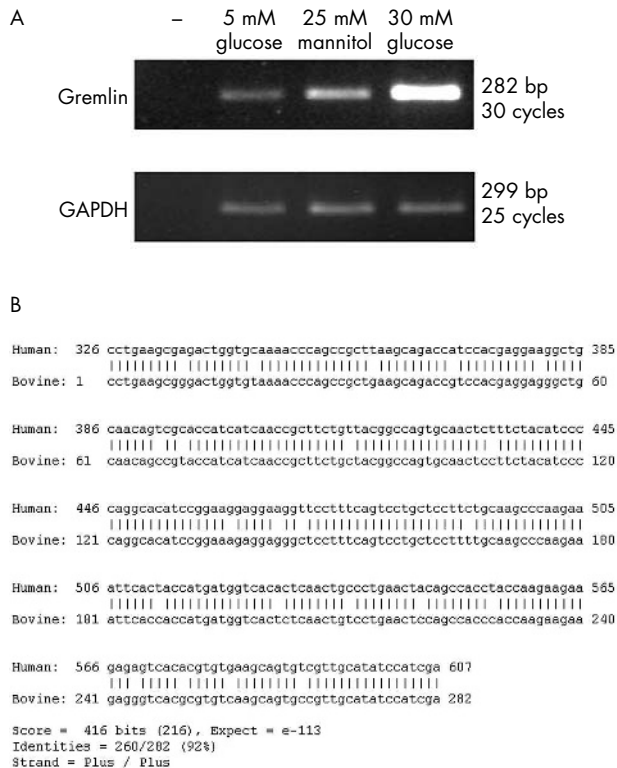 A
– 5 mM 25 mM 30 mM
glucose mannitol glucose
Gremlin
282 bp
30 cycles
GAPDH
299 bp
25 cycles
B
Human: 326 cctgaagcgagactggtgcaaaacccagccgcttaagcagaccatccacgaggaaggctg 385
Bovine: 1 cctgaagcgggactggtgtaaaacccagccgctgaagcagaccgtccacgaggagggctg 60
Human: 386 caacagtcgcaccatcatcaaccgcttctgttacggccagtgcaactctttctacatccc 445
Bovine: 61 caacagccgtaccatcatcaaccgcttctgctacggccagtgcaactccttctacatccc 120
Human: 446 caggcacatccggaaggaggaaggttcctttcagtcctgctccttctgcaagcccaagaa 505
Bovine: 121 caggcacatccggaaagaggagggctcctttcagtcctgctccttttgcaagcccaagaa 180
Human: 506 attcactaccatgatggtcacactcaactgccctgaactacagccacctaccaagaagaa 565
Bovine: 181 attcaccaccatgatggtcactctcaactgtcctgaactccagccacccaccaagaagaa 240
Human: 566 gagagtcacacgtgtgaagcagtgtcgttgcatatccatcga 607
Bovine: 241 gagggtcacgcgtgtcaagcagtgccgttgcatatccatcga 282
Score = 416 bits (216), Expect = e-113
Identities = 260/282 (92%)
Strand = Plus / Plus